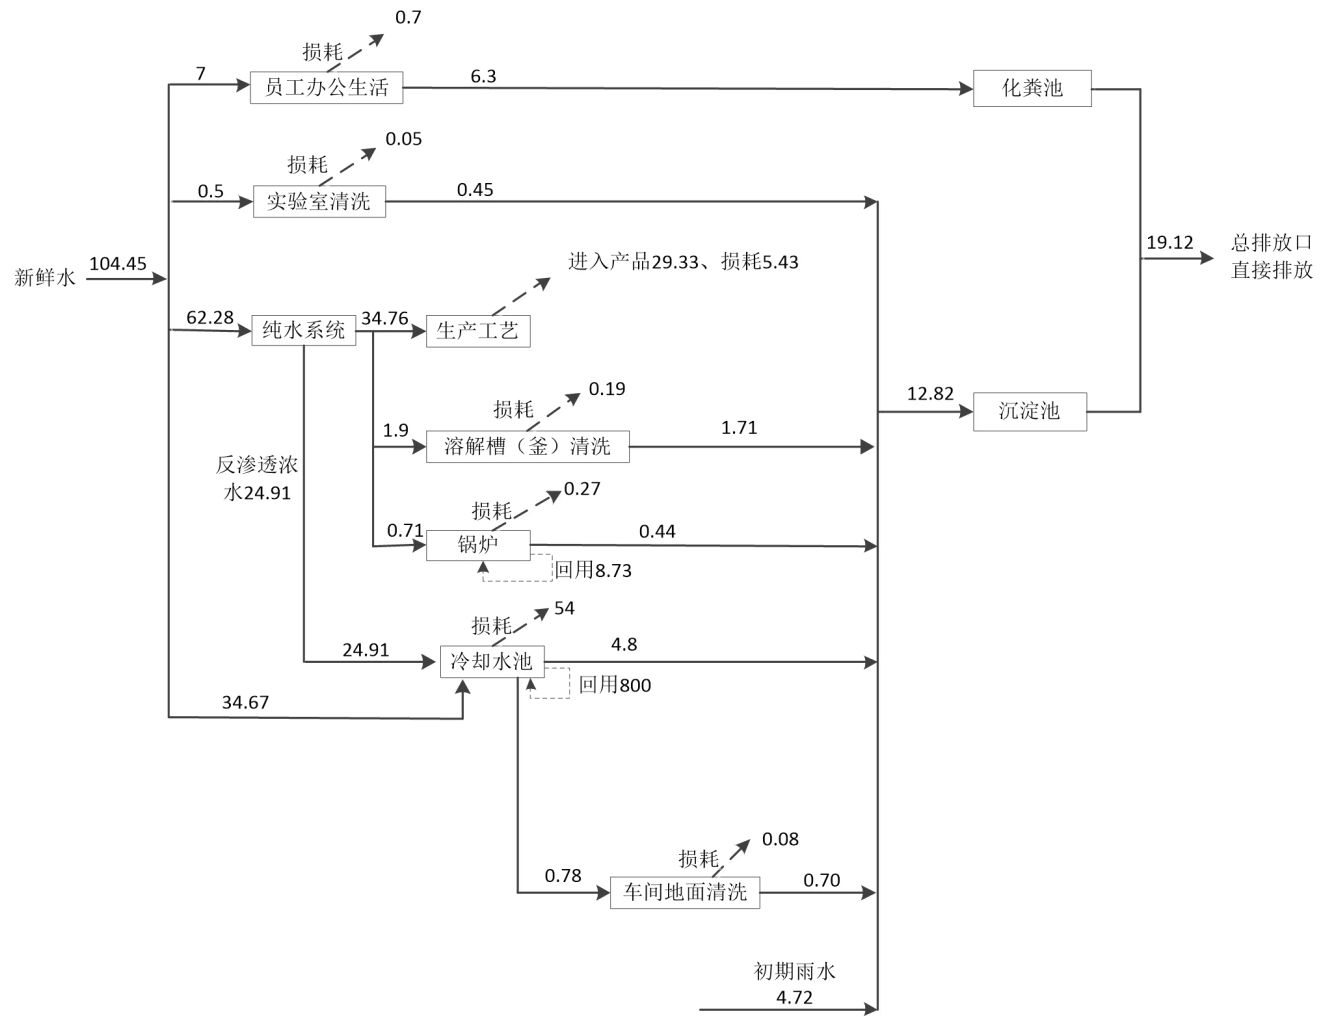 0.7
损耗
7
员工办公生活
6.3
化粪池
0.05
损耗
0.5
实验室清洗
0.45
新鲜水
104.45
19.12
总排放口
直接排放
进入产品29.33、损耗5.43
62.28
纯水系统
34.76
生产工艺
0.19
损耗
12.82
沉淀池
1.9
溶解槽（釜）清洗
1.71
反渗透浓
水24.91
0.27
损耗
0.71
锅炉
0.44
回用8.73
54
损耗
24.91
冷却水池
4.8
回用800
34.67
0.08
损耗
0.78
车间地面清洗
0.70
初期雨水
4.72